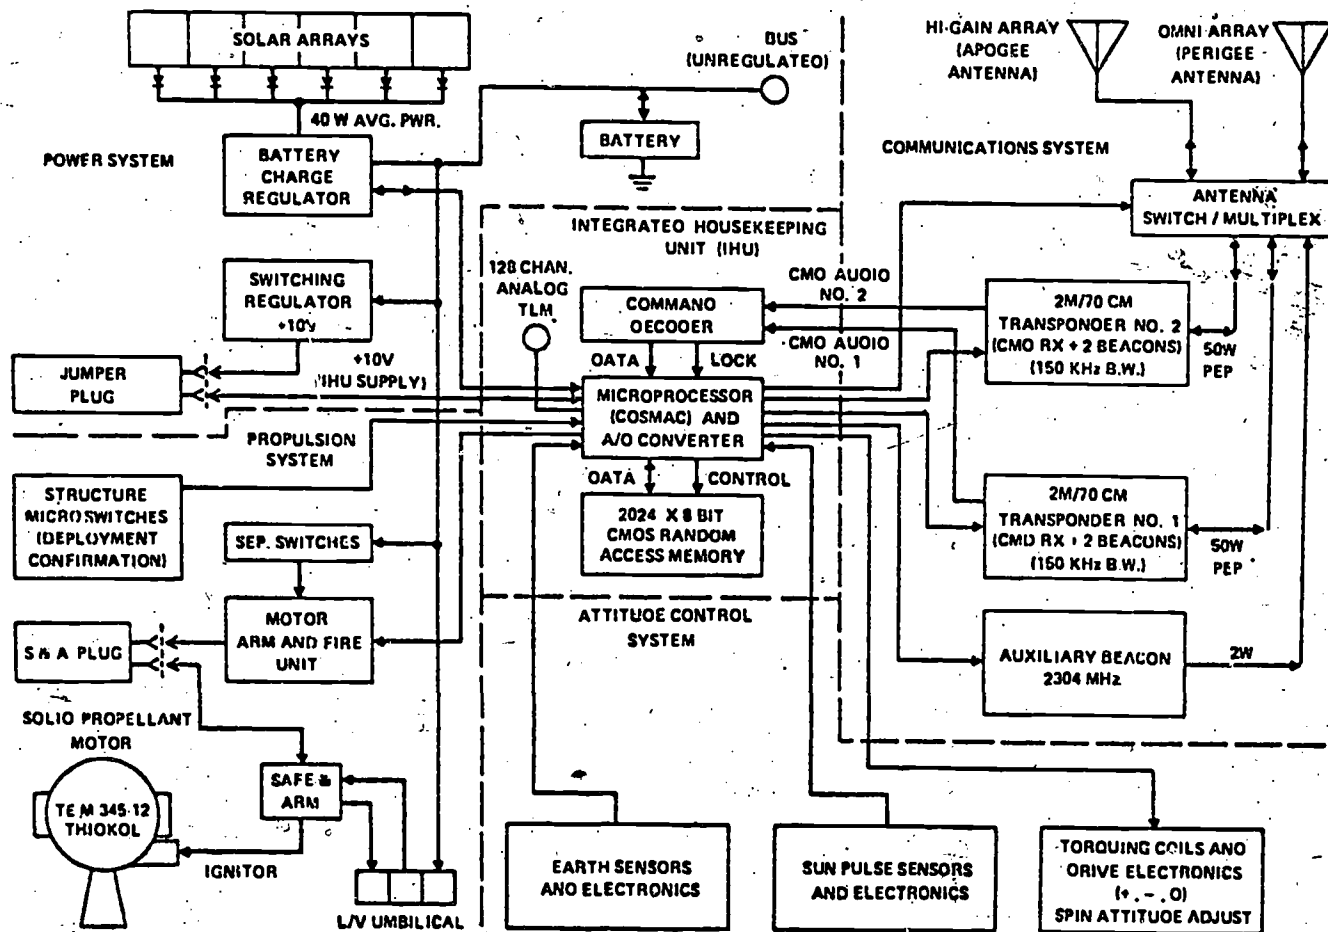 SOLAR ARRAYS
40 W AVG. PWR.
POWER SYSTEM
BATTERY
CHARGE
REGULATOR
BUS
(UNREGULATEO)
BATTERY
SWITCHING
REGULATOR
+10V
+10V
(IHU SUPPLY)
JUMPER
PLUG
PROPULSION
SYSTEM
STRUCTURE
MICROSWITCHES
(DEPLOYMENT
CONFIRMATION)
SEP. SWITCHES
MOTOR
ARM AND FIRE
UNIT
S & A PLUG
SOLIO PROPELLANT
MOTOR
TE M 345-12
THIOKOL
SAFE &
ARM
IGNITOR
L/V UMBILICAL
INTEGRATEO HOUSEKEEPING
UNIT (IHU)
128 CHAN.
ANALOG
TLM
COMMANO
OECOOER
OATA
LOCK
MICROPROCESSOR
(COSMAC) AND
A/O CONVERTER
OATA
CONTROL
2024 X 8 BIT
CMOS RANDOM
ACCESS MEMORY
ATTITUOE CONTROL
SYSTEM
EARTH SENSORS
ANO ELECTRONICS
SUN PULSE SENSORS
AND ELECTRONICS
TORQUING COILS AND
ORIVE ELECTRONICS
(+, -, O)
SPIN ATTITUDE ADJUST
HI-GAIN ARRAY
(APOGEE
ANTENNA)
OMNI ARRAY
(PERIGEE
ANTENNA)
COMMUNICATIONS SYSTEM
ANTENNA
SWITCH / MULTIPLEX
CMO AUDIO
NO. 2
CMO AUDIO
NO. 1
2M/70 CM
TRANSPONOER NO. 2
(CMO RX + 2 BEACONS)
(150 KHz B.W.)
50W
PEP
2M/70 CM
TRANSPONDER NO. 1
(CMD RX + 2 BEACONS)
(150 KHz B.W.)
50W
PEP
AUXILIARY BEACON
2304 MHz
2W